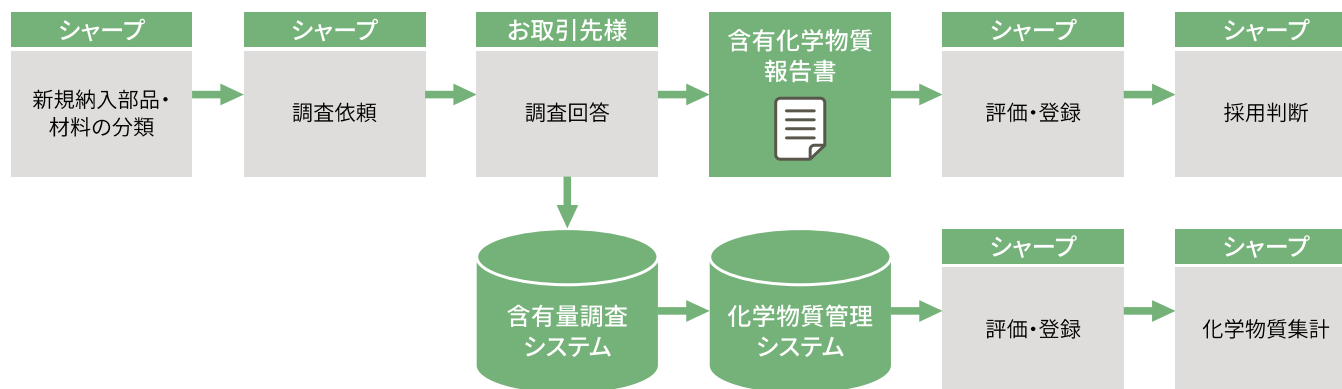 シャープ
新規納入部品・
材料の分類
シャープ
調査依頼
お取引先様
調査回答
含有化学物質
報告書
シャープ
評価・登録
シャープ
採用判断
含有量調査
システム
化学物質管理
システム
シャープ
評価・登録
シャープ
化学物質集計